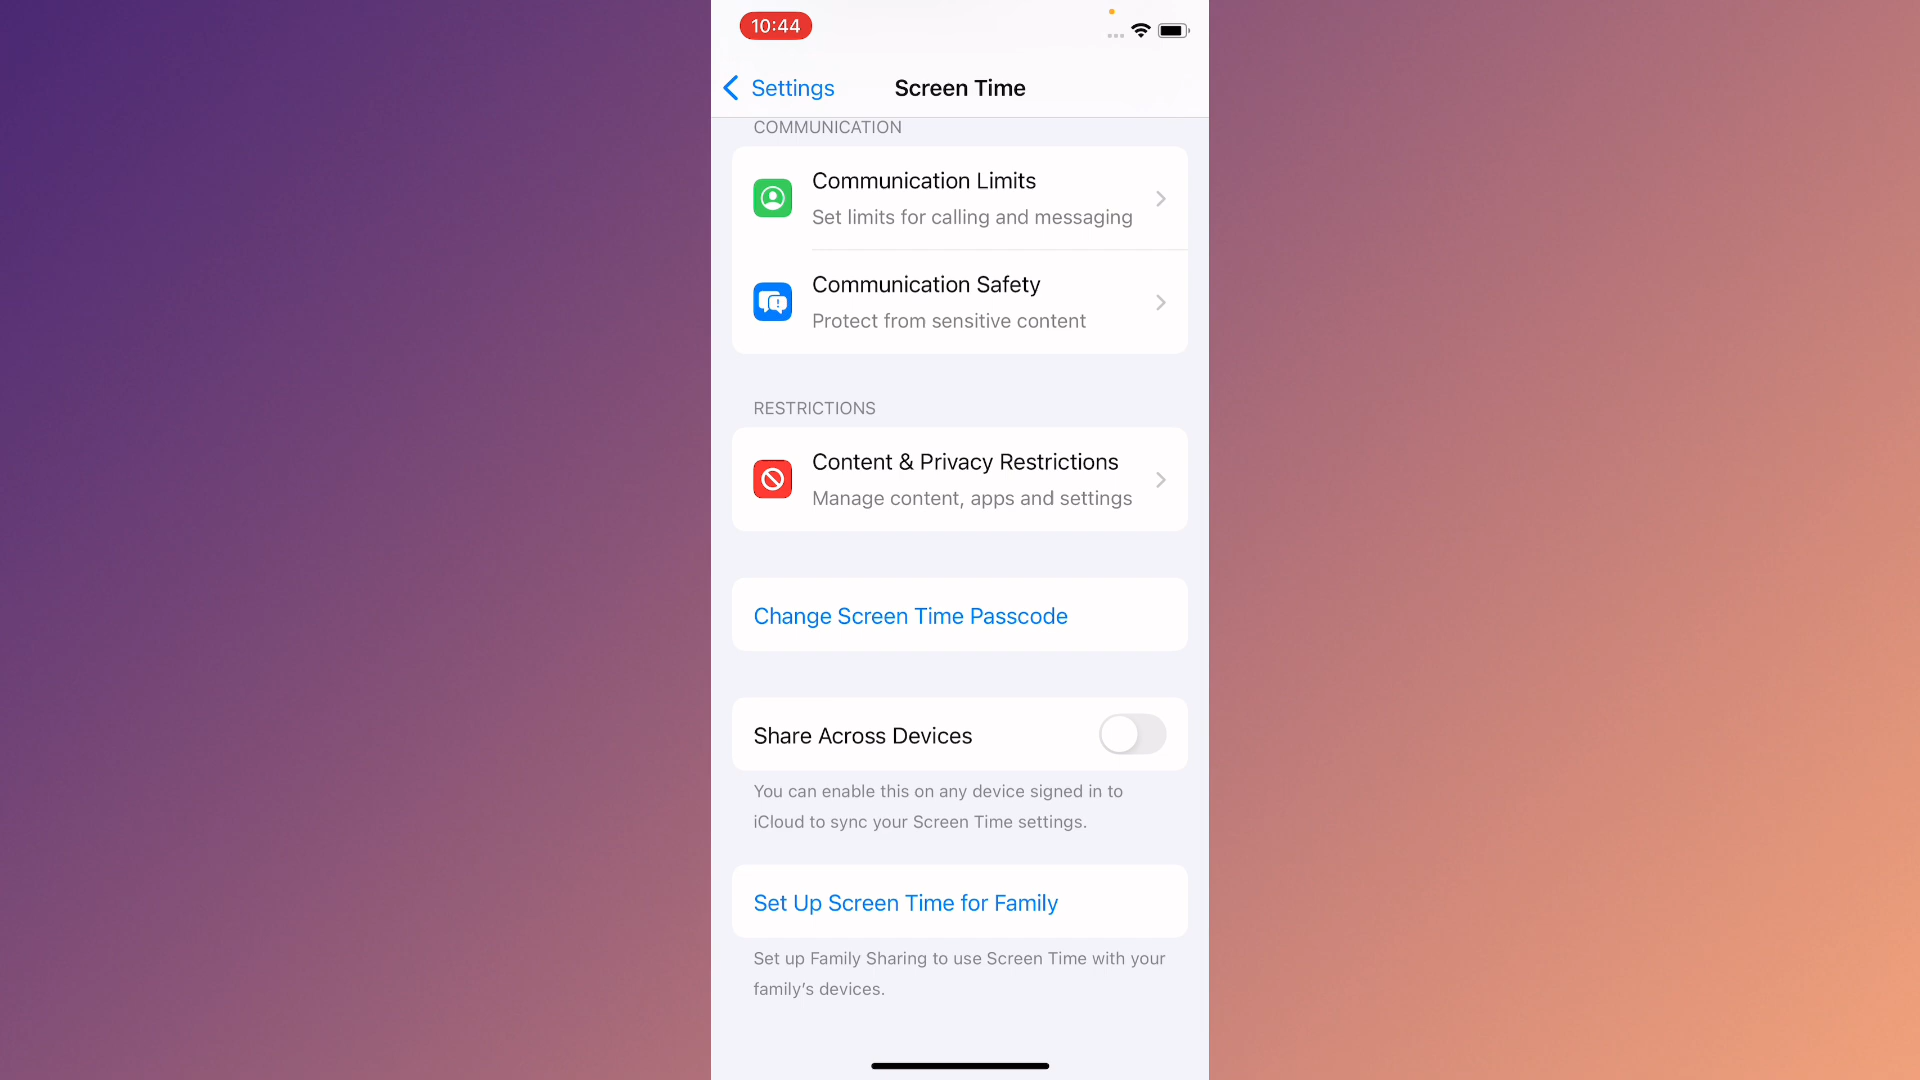 10:44
Settings
Screen Time
COMMUNICATION
Communication Limits
Set limits for calling and messaging
Communication Safety
Protect from sensitive content
RESTRICTIONS
Content & Privacy Restrictions
Manage content, apps and settings
Change Screen Time Passcode
Share Across Devices
You can enable this on any device signed in to
iCloud to sync your Screen Time settings.
Set Up Screen Time for Family
Set up Family Sharing to use Screen Time with your
family’s devices.